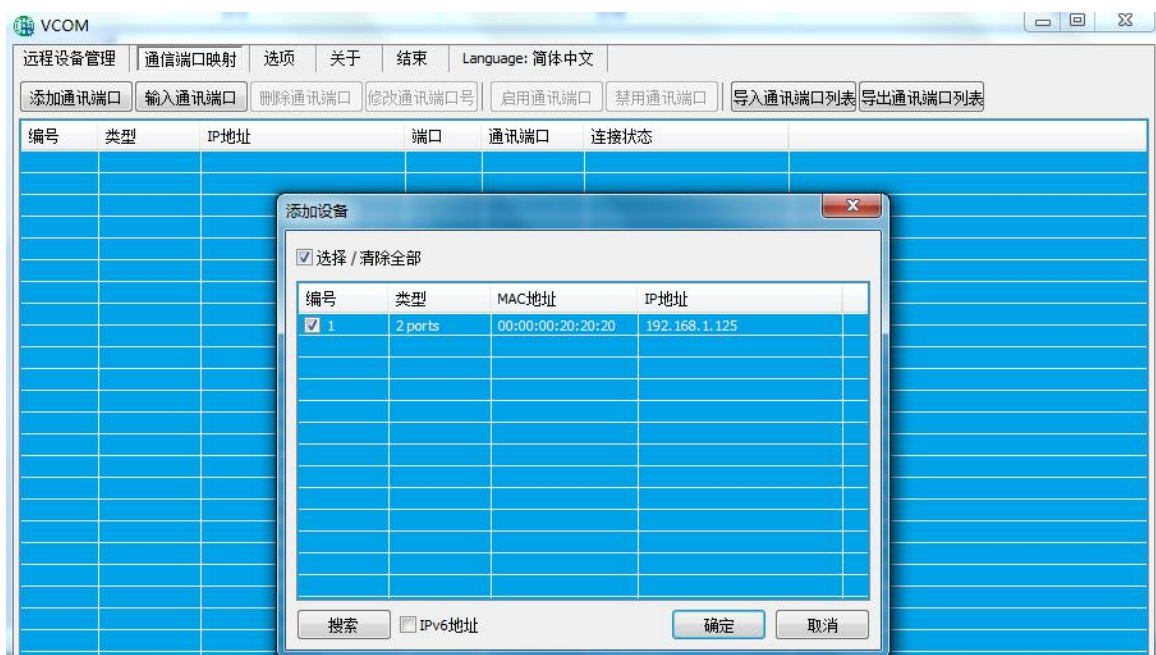 VCOM
远程设备管理 通信端口映射 选项 关于 结束 Language: 简体中文
添加通讯端口 输入通讯端口 删除通讯端口 修改通讯端口号 启用通讯端口 禁用通讯端口 导入通讯端口列表 导出通讯端口列表
编号 类型 IP地址 端口 通讯端口 连接状态
添加设备
选择 / 清除全部
编号 类型 MAC地址 IP地址
1 2 ports 00:00:00:20:20:20 192.168.1.125
搜索 IPv6地址 确定 取消